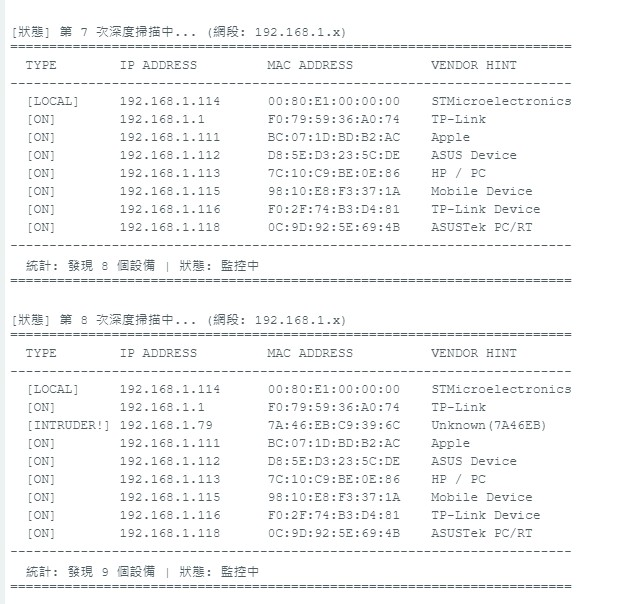 [狀態] 第 7 次深度掃描中... (網段: 192.168.1.x)
======================================================================
TYPE IP ADDRESS MAC ADDRESS VENDOR HINT
----------------------------------------------------------------------
[LOCAL] 192.168.1.114 00:80:E1:00:00:00 STMicroelectronics
[ON] 192.168.1.1 F0:79:59:36:A0:74 TP-Link
[ON] 192.168.1.111 BC:07:1D:BD:B2:AC Apple
[ON] 192.168.1.112 D8:5E:D3:23:5C:DE ASUS Device
[ON] 192.168.1.113 7C:10:C9:BE:0E:86 HP / PC
[ON] 192.168.1.115 98:10:E8:F3:37:1A Mobile Device
[ON] 192.168.1.116 F0:2F:74:B3:D4:81 TP-Link Device
[ON] 192.168.1.118 0C:9D:92:5E:69:4B ASUSTek PC/RT
----------------------------------------------------------------------
統計: 發現 8 個設備 | 狀態: 監控中
======================================================================
[狀態] 第 8 次深度掃描中... (網段: 192.168.1.x)
======================================================================
TYPE IP ADDRESS MAC ADDRESS VENDOR HINT
----------------------------------------------------------------------
[LOCAL] 192.168.1.114 00:80:E1:00:00:00 STMicroelectronics
[ON] 192.168.1.1 F0:79:59:36:A0:74 TP-Link
[INTRUDER!] 192.168.1.79 7A:46:EB:C9:39:6C Unknown(7A46EB)
[ON] 192.168.1.111 BC:07:1D:BD:B2:AC Apple
[ON] 192.168.1.112 D8:5E:D3:23:5C:DE ASUS Device
[ON] 192.168.1.113 7C:10:C9:BE:0E:86 HP / PC
[ON] 192.168.1.115 98:10:E8:F3:37:1A Mobile Device
[ON] 192.168.1.116 F0:2F:74:B3:D4:81 TP-Link Device
[ON] 192.168.1.118 0C:9D:92:5E:69:4B ASUSTek PC/RT
----------------------------------------------------------------------
統計: 發現 9 個設備 | 狀態: 監控中
======================================================================